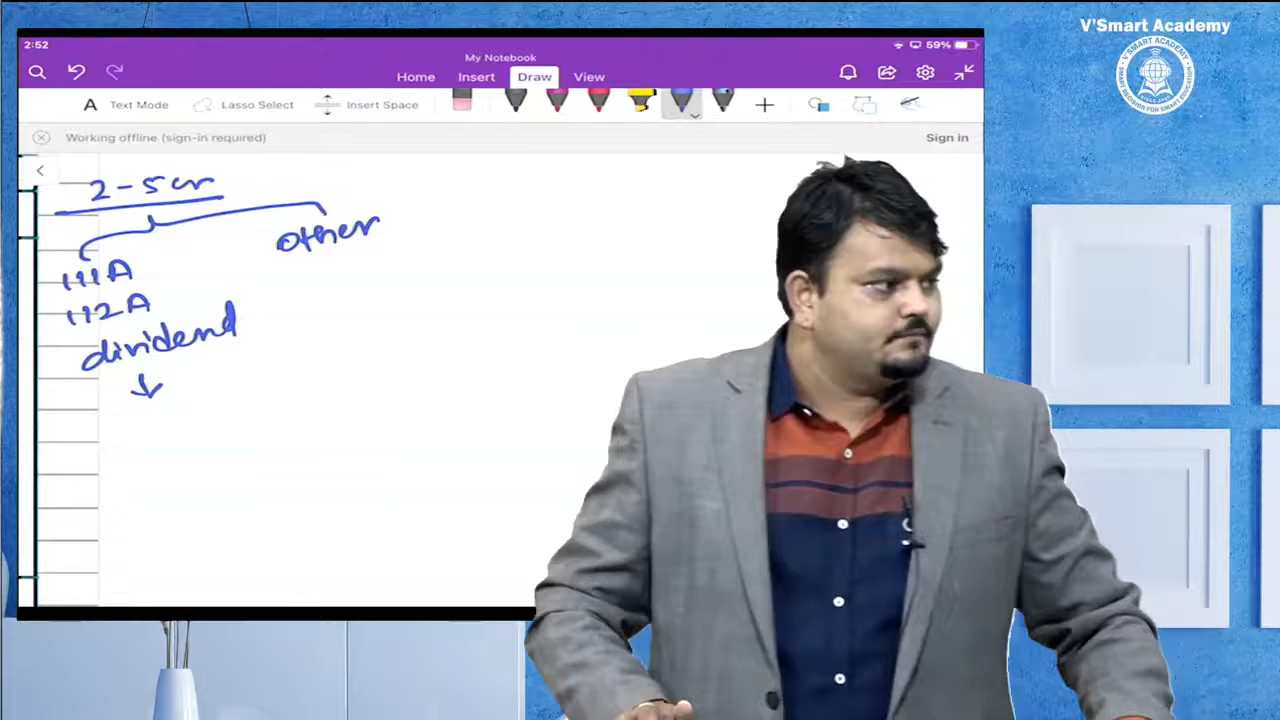 V'Smart Academy
2:52
59%
My Notebook
Home Insert Draw View
A Text Mode Lasso Select Insert Space
Working offline (sign-in required) Sign in
2-5 cr
111A other
112A
dividend